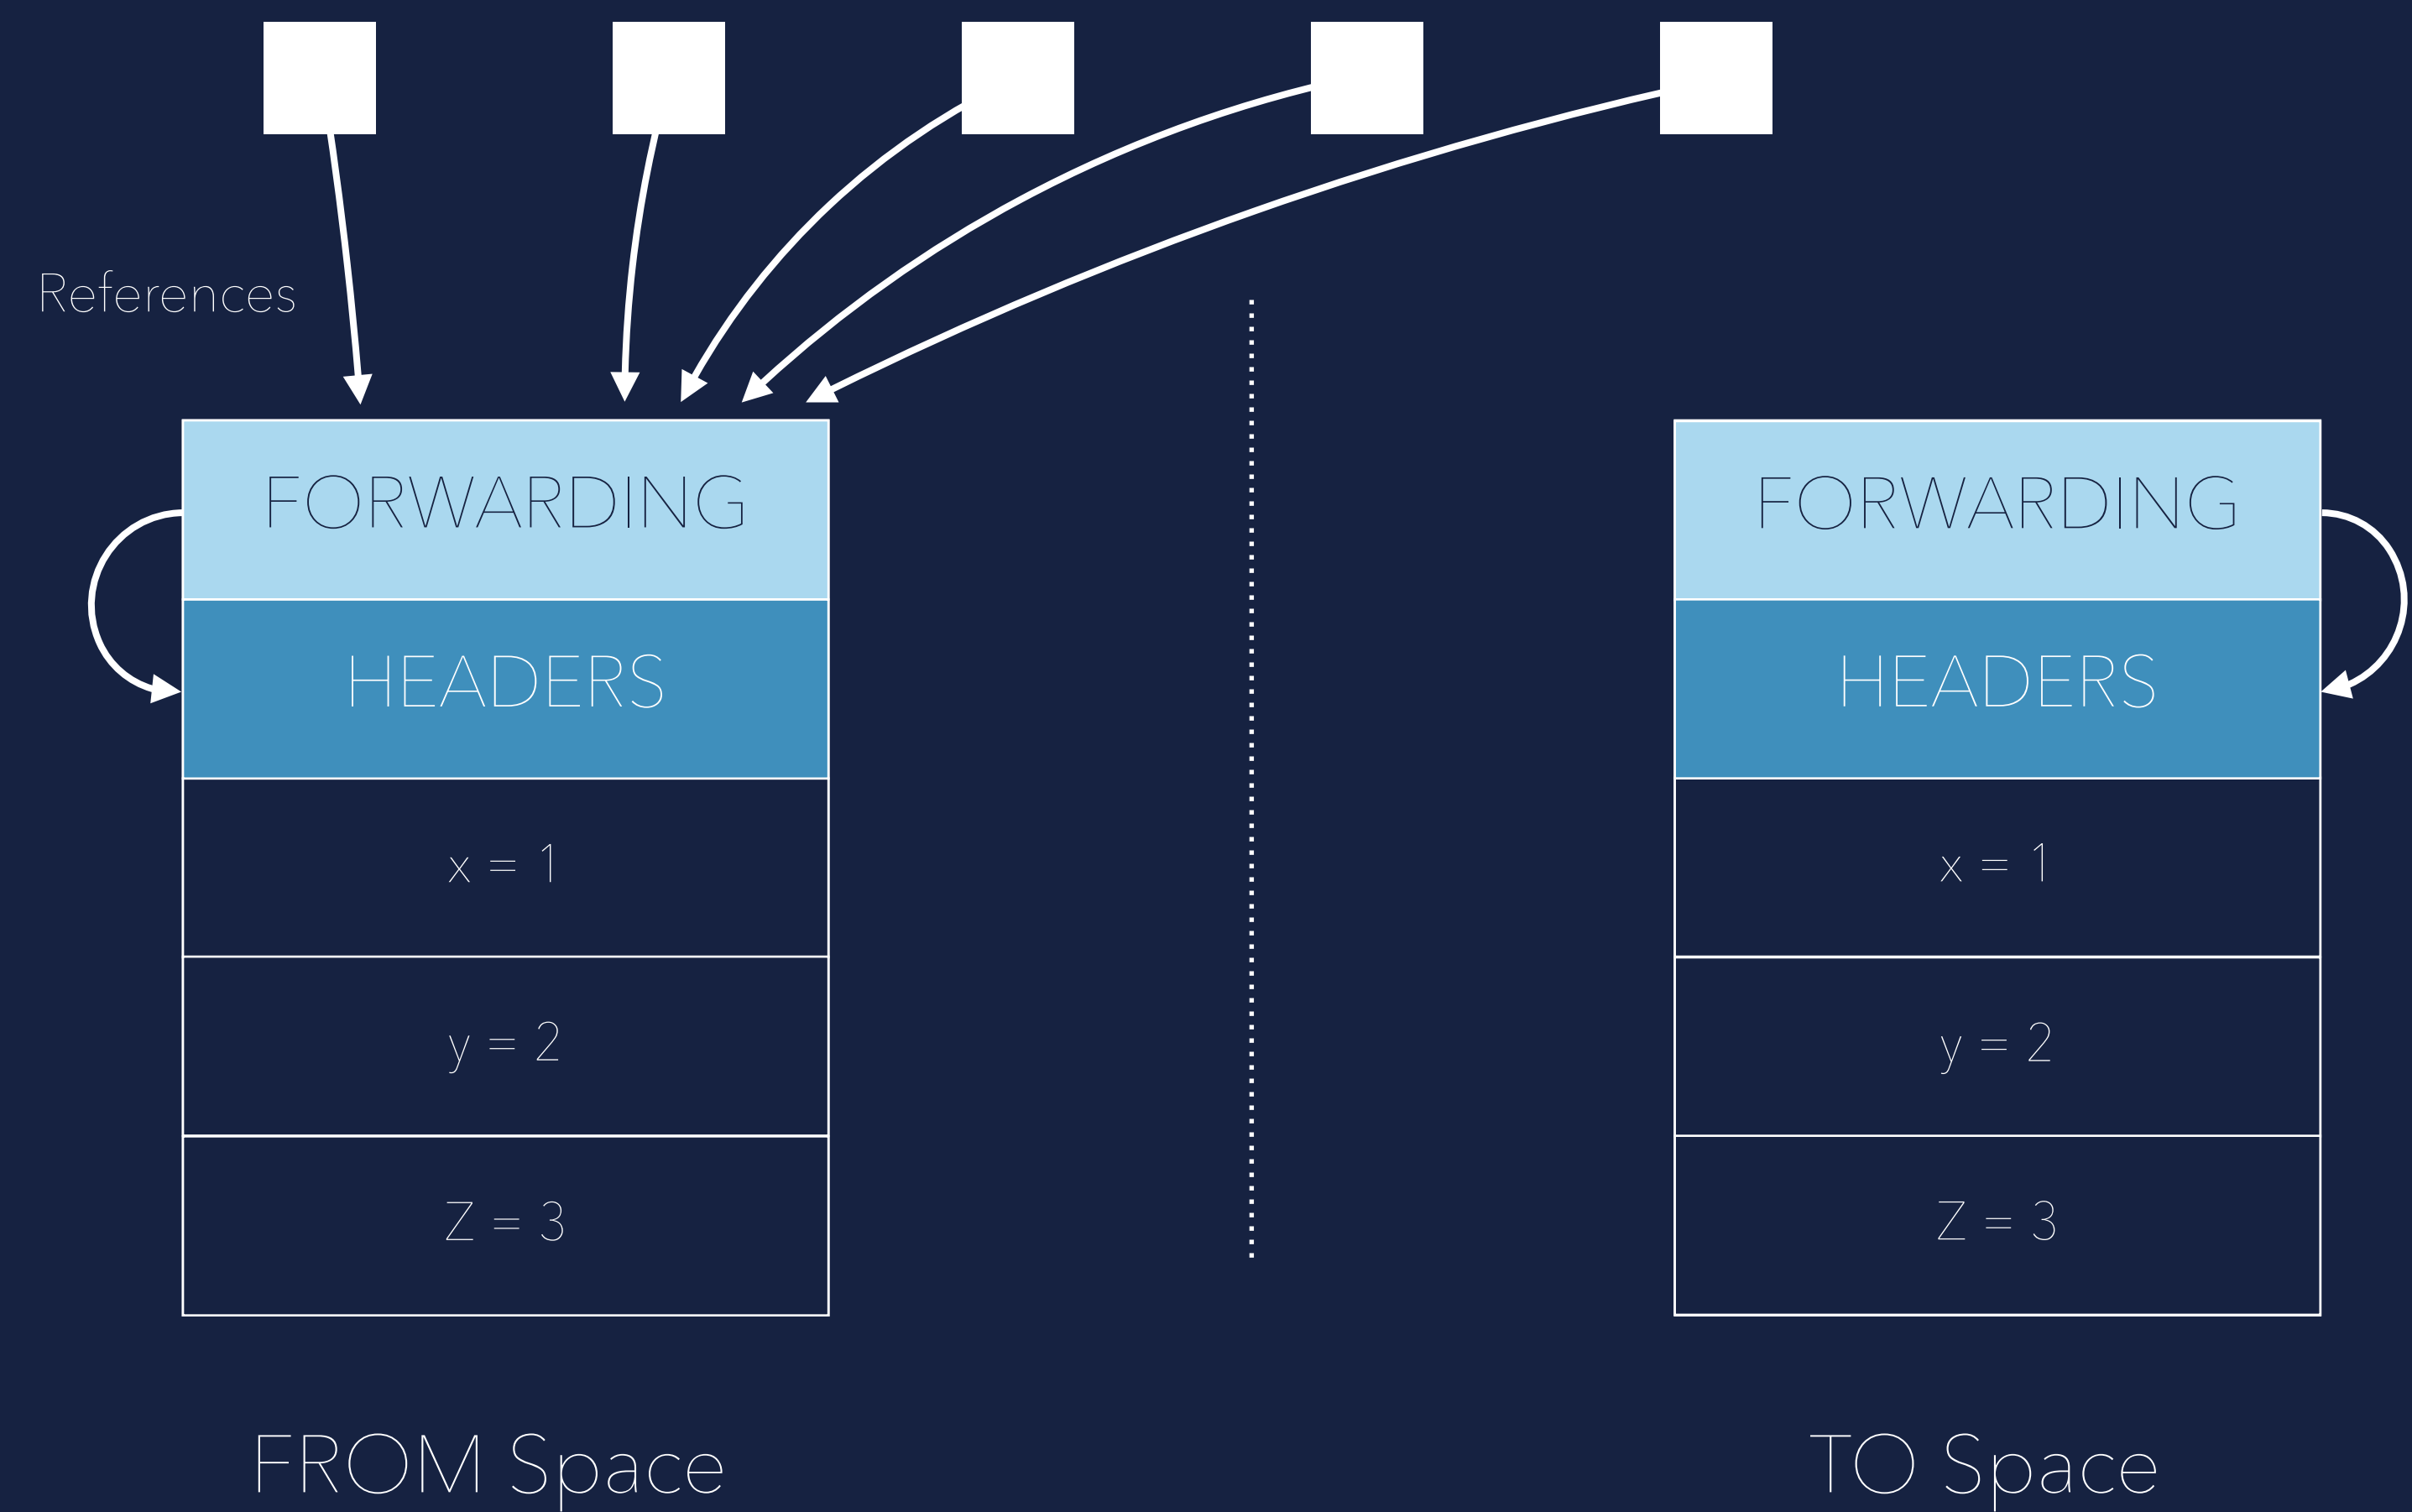 References
FORWARDING
FORWARDING
HEADERS
HEADERS
x = 1
x = 1
y = 2
y = 2
Z = 3
Z = 3
FROM Space
TO Space